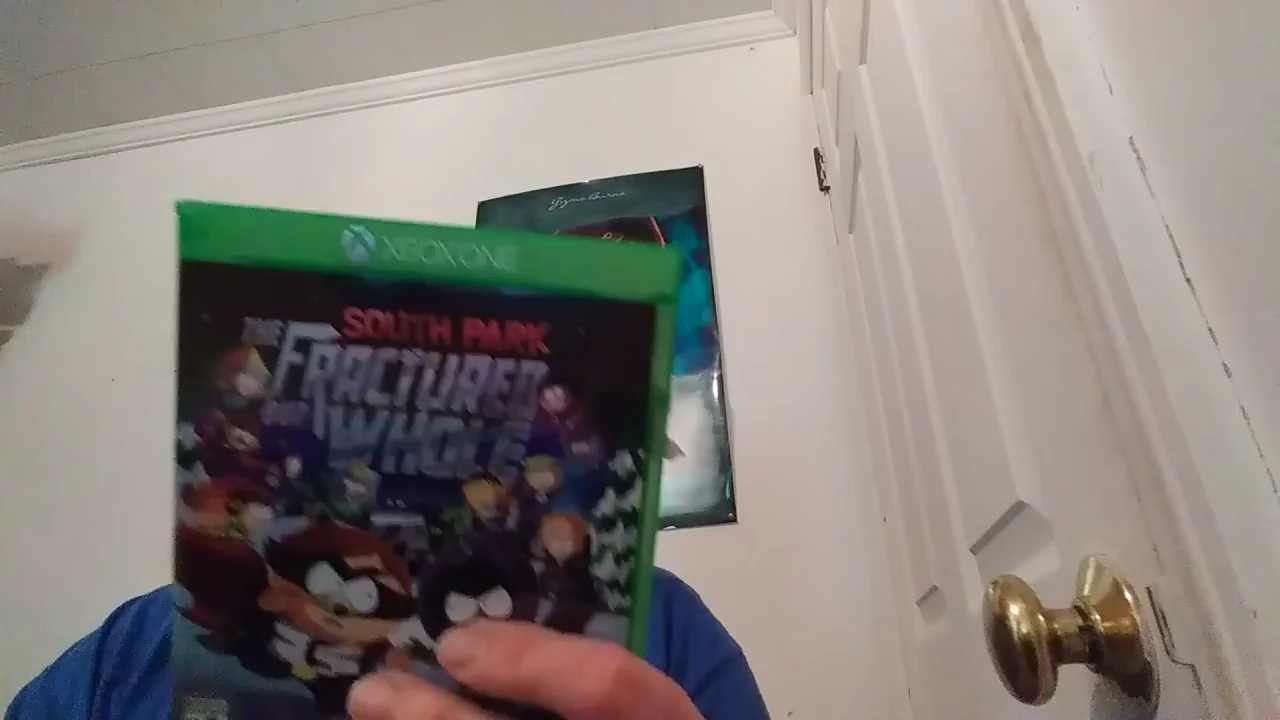 XBOX ONE
SOUTH PARK
THE
FRACTURED
BUT
WHOLE